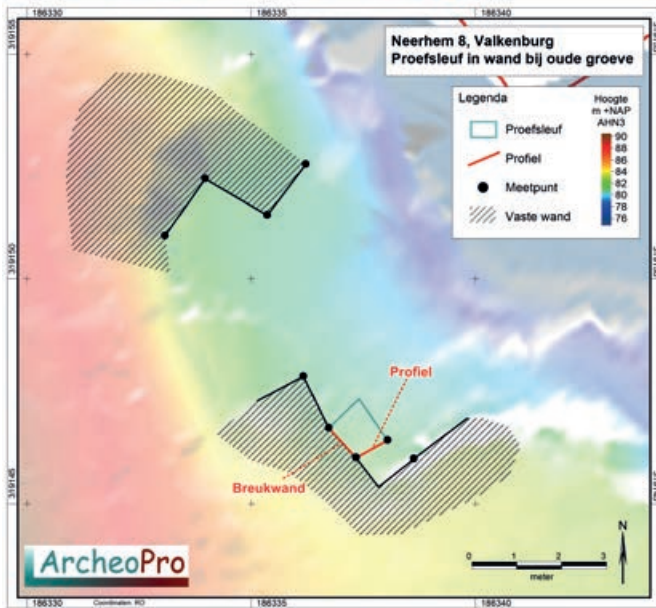 186330
186335
186340
319155
Neerhem 8, Valkenburg
Proefsleuf in wand bij oude groeve
Legenda
Proefsleuf
Profiel
Meetpunt
Vaste wand
Hoogte
m +NAP
AHN3
90
88
86
84
82
80
78
76
319150
Profiel
Breukwand
319145
ArcheoPro
N
0 1 2 3
meter
186330
Coordinaten: RD
186335
186340